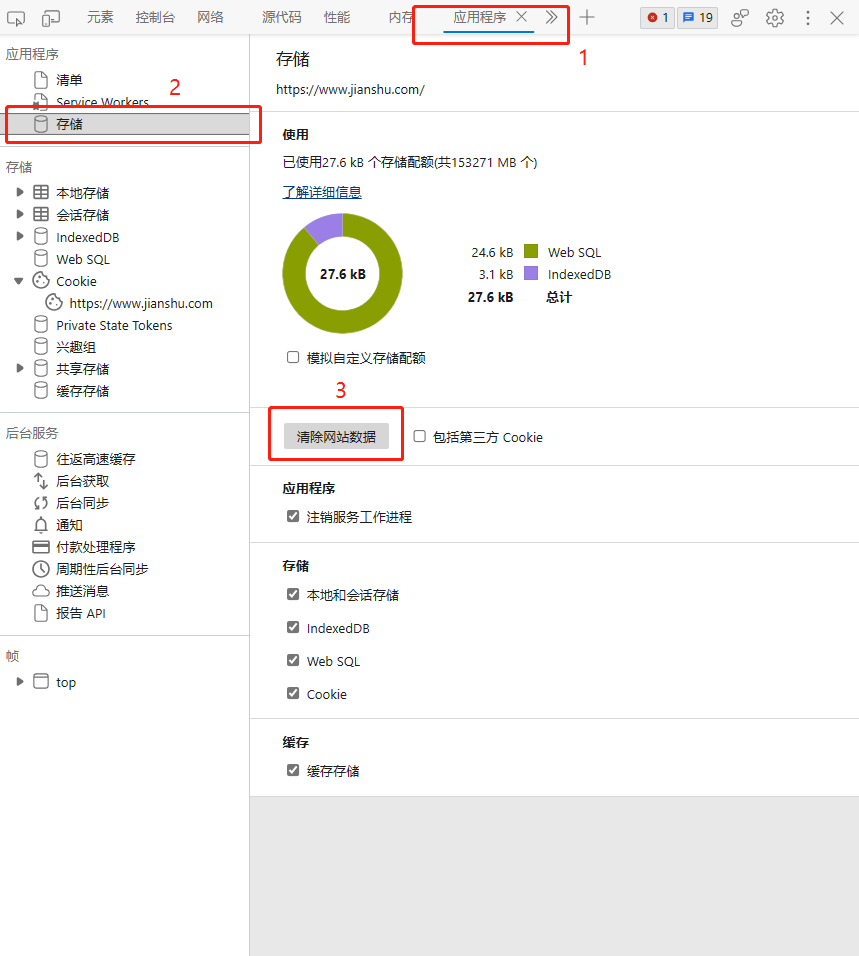 元素 控制台 网络 源代码 性能 内存 应用程序 1 19
1
应用程序
清单
2
Service Workers
存储
存储
本地存储
会话存储
IndexedDB
Web SQL
Cookie
https://www.jianshu.com
Private State Tokens
兴趣组
共享存储
缓存存储
后台服务
往返高速缓存
后台获取
后台同步
通知
付款处理程序
周期性后台同步
推送消息
报告 API
帧
top
存储
https://www.jianshu.com/
使用
已使用27.6 kB 个存储配额(共153271 MB 个)
了解详细信息
27.6 kB
24.6 kB Web SQL
3.1 kB IndexedDB
27.6 kB 总计
模拟自定义存储配额
3
清除网站数据 包括第三方 Cookie
应用程序
注销服务工作进程
存储
本地和会话存储
IndexedDB
Web SQL
Cookie
缓存
缓存存储